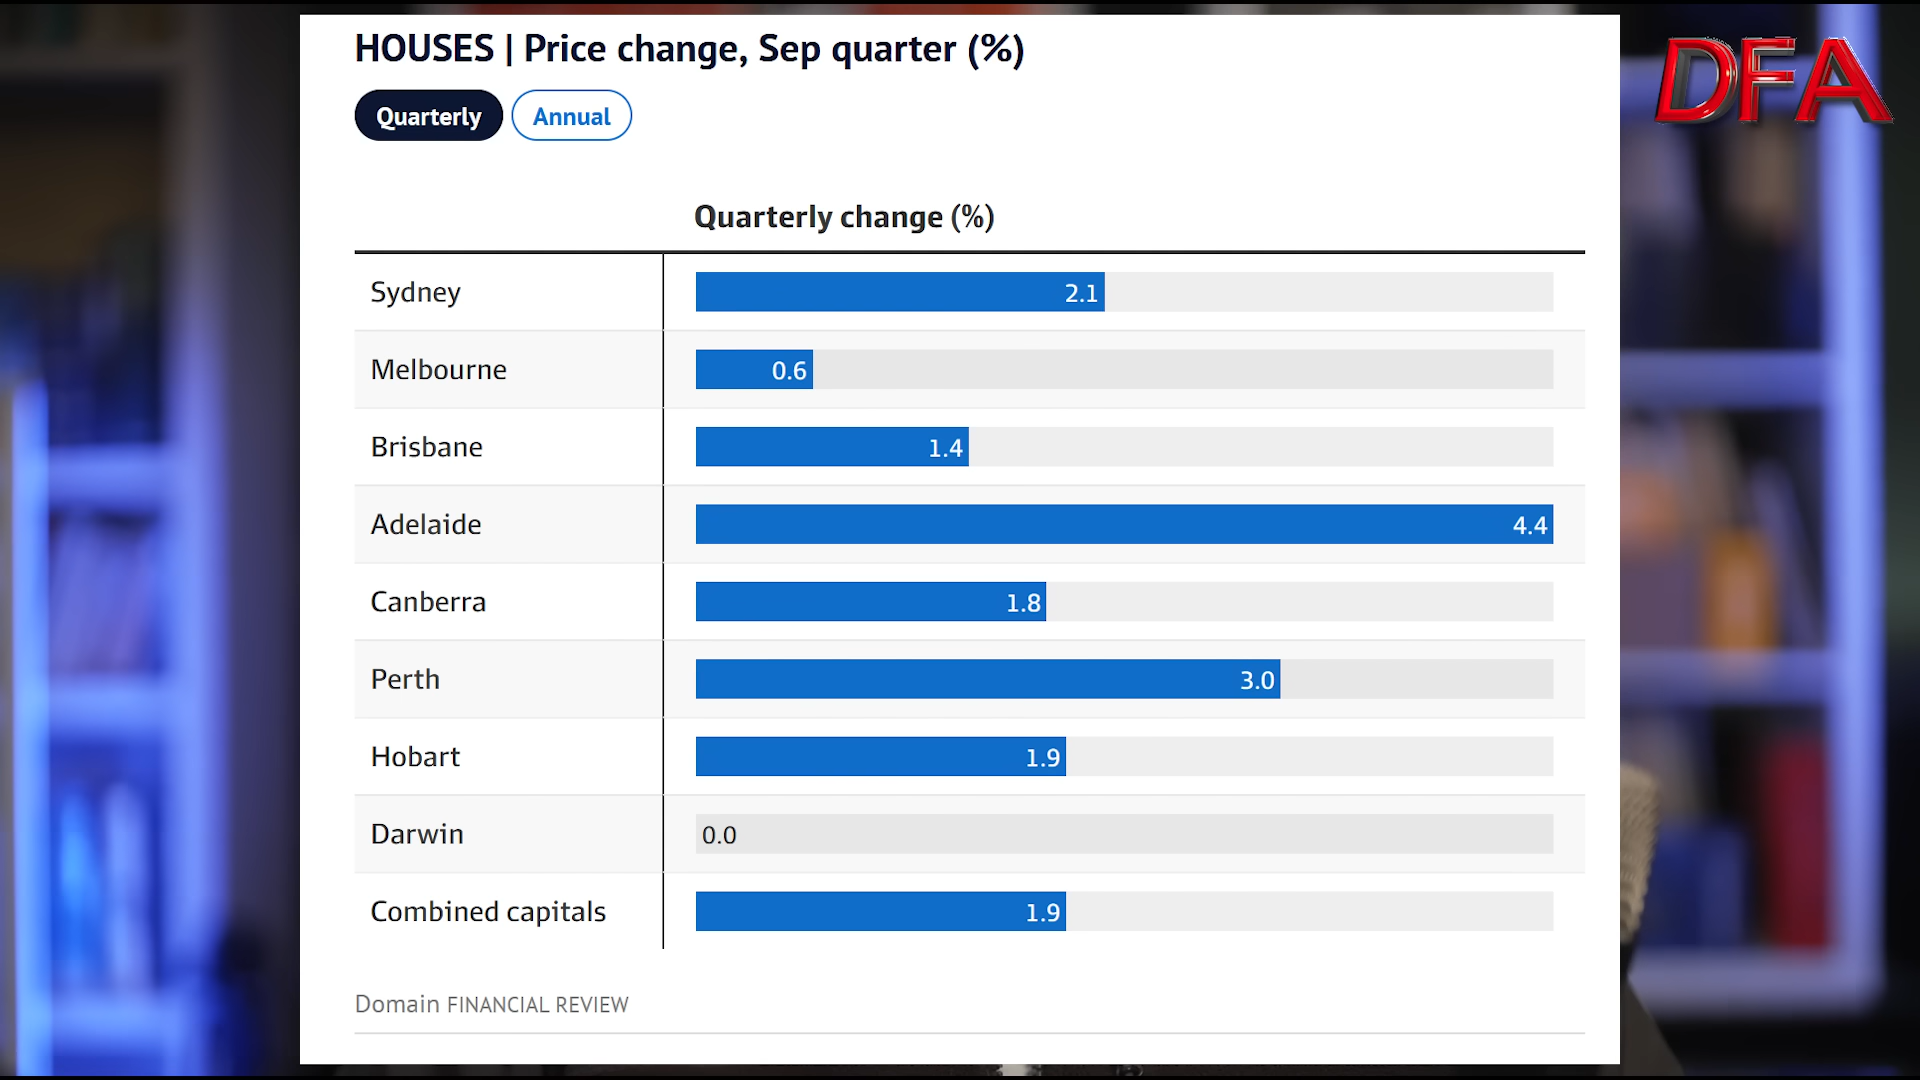 HOUSES | Price change, Sep quarter (%)
DFA
Quarterly Annual
Quarterly change (%)
Sydney 2.1
Melbourne 0.6
Brisbane 1.4
Adelaide 4.4
Canberra 1.8
Perth 3.0
Hobart 1.9
Darwin 0.0
Combined capitals 1.9
Domain FINANCIAL REVIEW